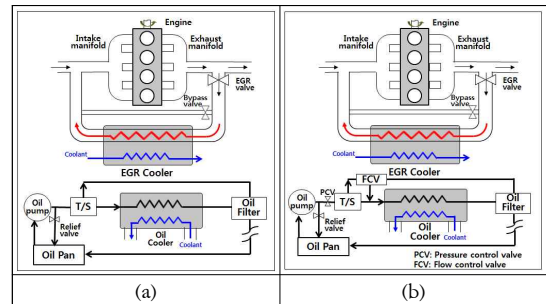 Engine
Intake
manifold
Exhaust
manifold
EGR
valve
Bypass
valve
Coolant
EGR Cooler
Oil
pump
T/S
Relief
valve
Oil
Cooler
Coolant
Oil
Filter
Oil Pan
(a)
Engine
Intake
manifold
Exhaust
manifold
EGR
valve
Bypass
valve
Coolant
EGR Cooler
Oil
pump
PCV
T/S
FCV
Relief
valve
Oil
Cooler
Coolant
Oil
Filter
Oil Pan
PCV: Pressure control valve
FCV: Flow control valve
(b)